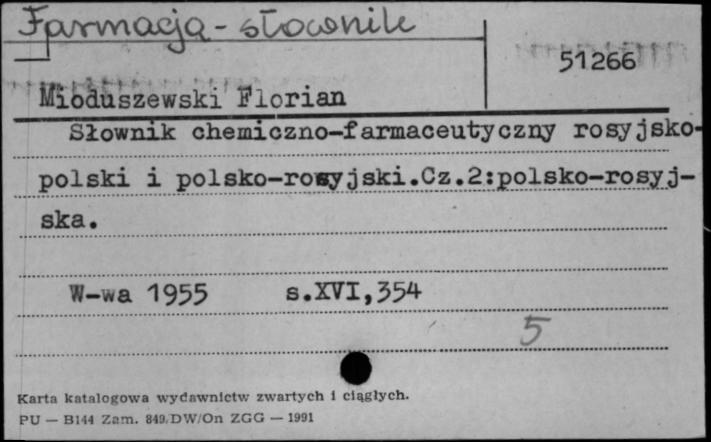 Farmacja - słownik
51266
Mioduszewski Florian
Słownik chemiczno-farmaceutyczny rosyjsko-
polski i polsko-rosyjski.Cz.2:polsko-rosyj-
ska.
W-wa 1955 s.XVI,354
5
Karta katalogowa wydawnictw zwartych i ciągłych.
PU — B144 Zam. 849/DW/On ZGG — 1991